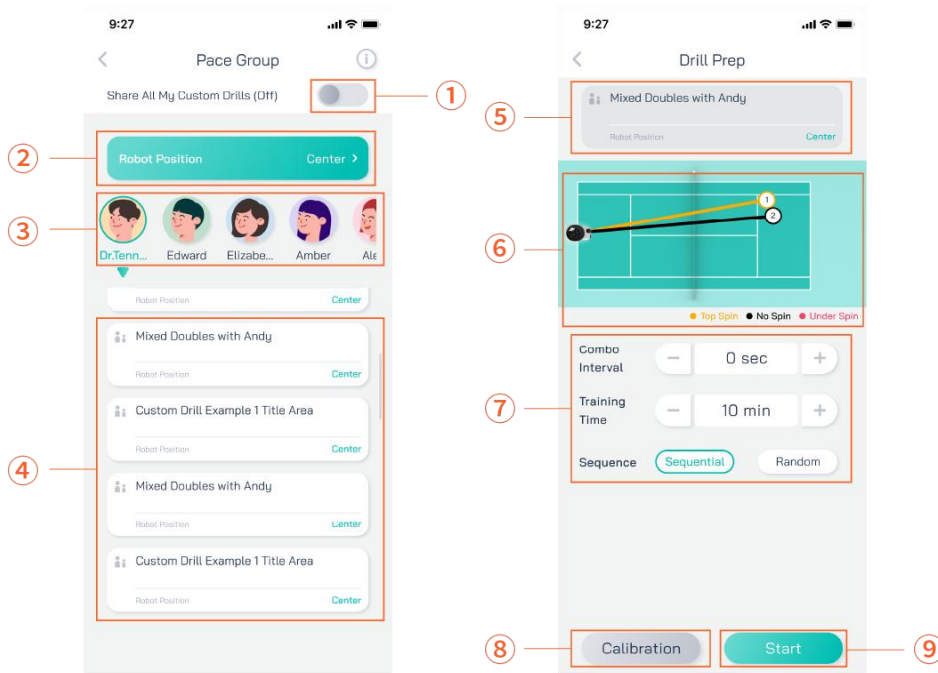 9:27
Pace Group
i
Share All My Custom Drills (Off)
1
2
Robot Position Center >
3
Dr.Tenn... Edward Elizabe... Amber Ale
Robot Position Center
4
Mixed Doubles with Andy
Robot Position Center
Custom Drill Example 1 Title Area
Robot Position Center
Mixed Doubles with Andy
Robot Position Center
Custom Drill Example 1 Title Area
Robot Position Center
9:27
Drill Prep
5
Mixed Doubles with Andy
Robot Position Center
6
1
2
Top Spin No Spin Under Spin
7
Combo
Interval
− 0 sec +
Training
Time
− 10 min +
Sequence Sequential Random
8
Calibration Start
9